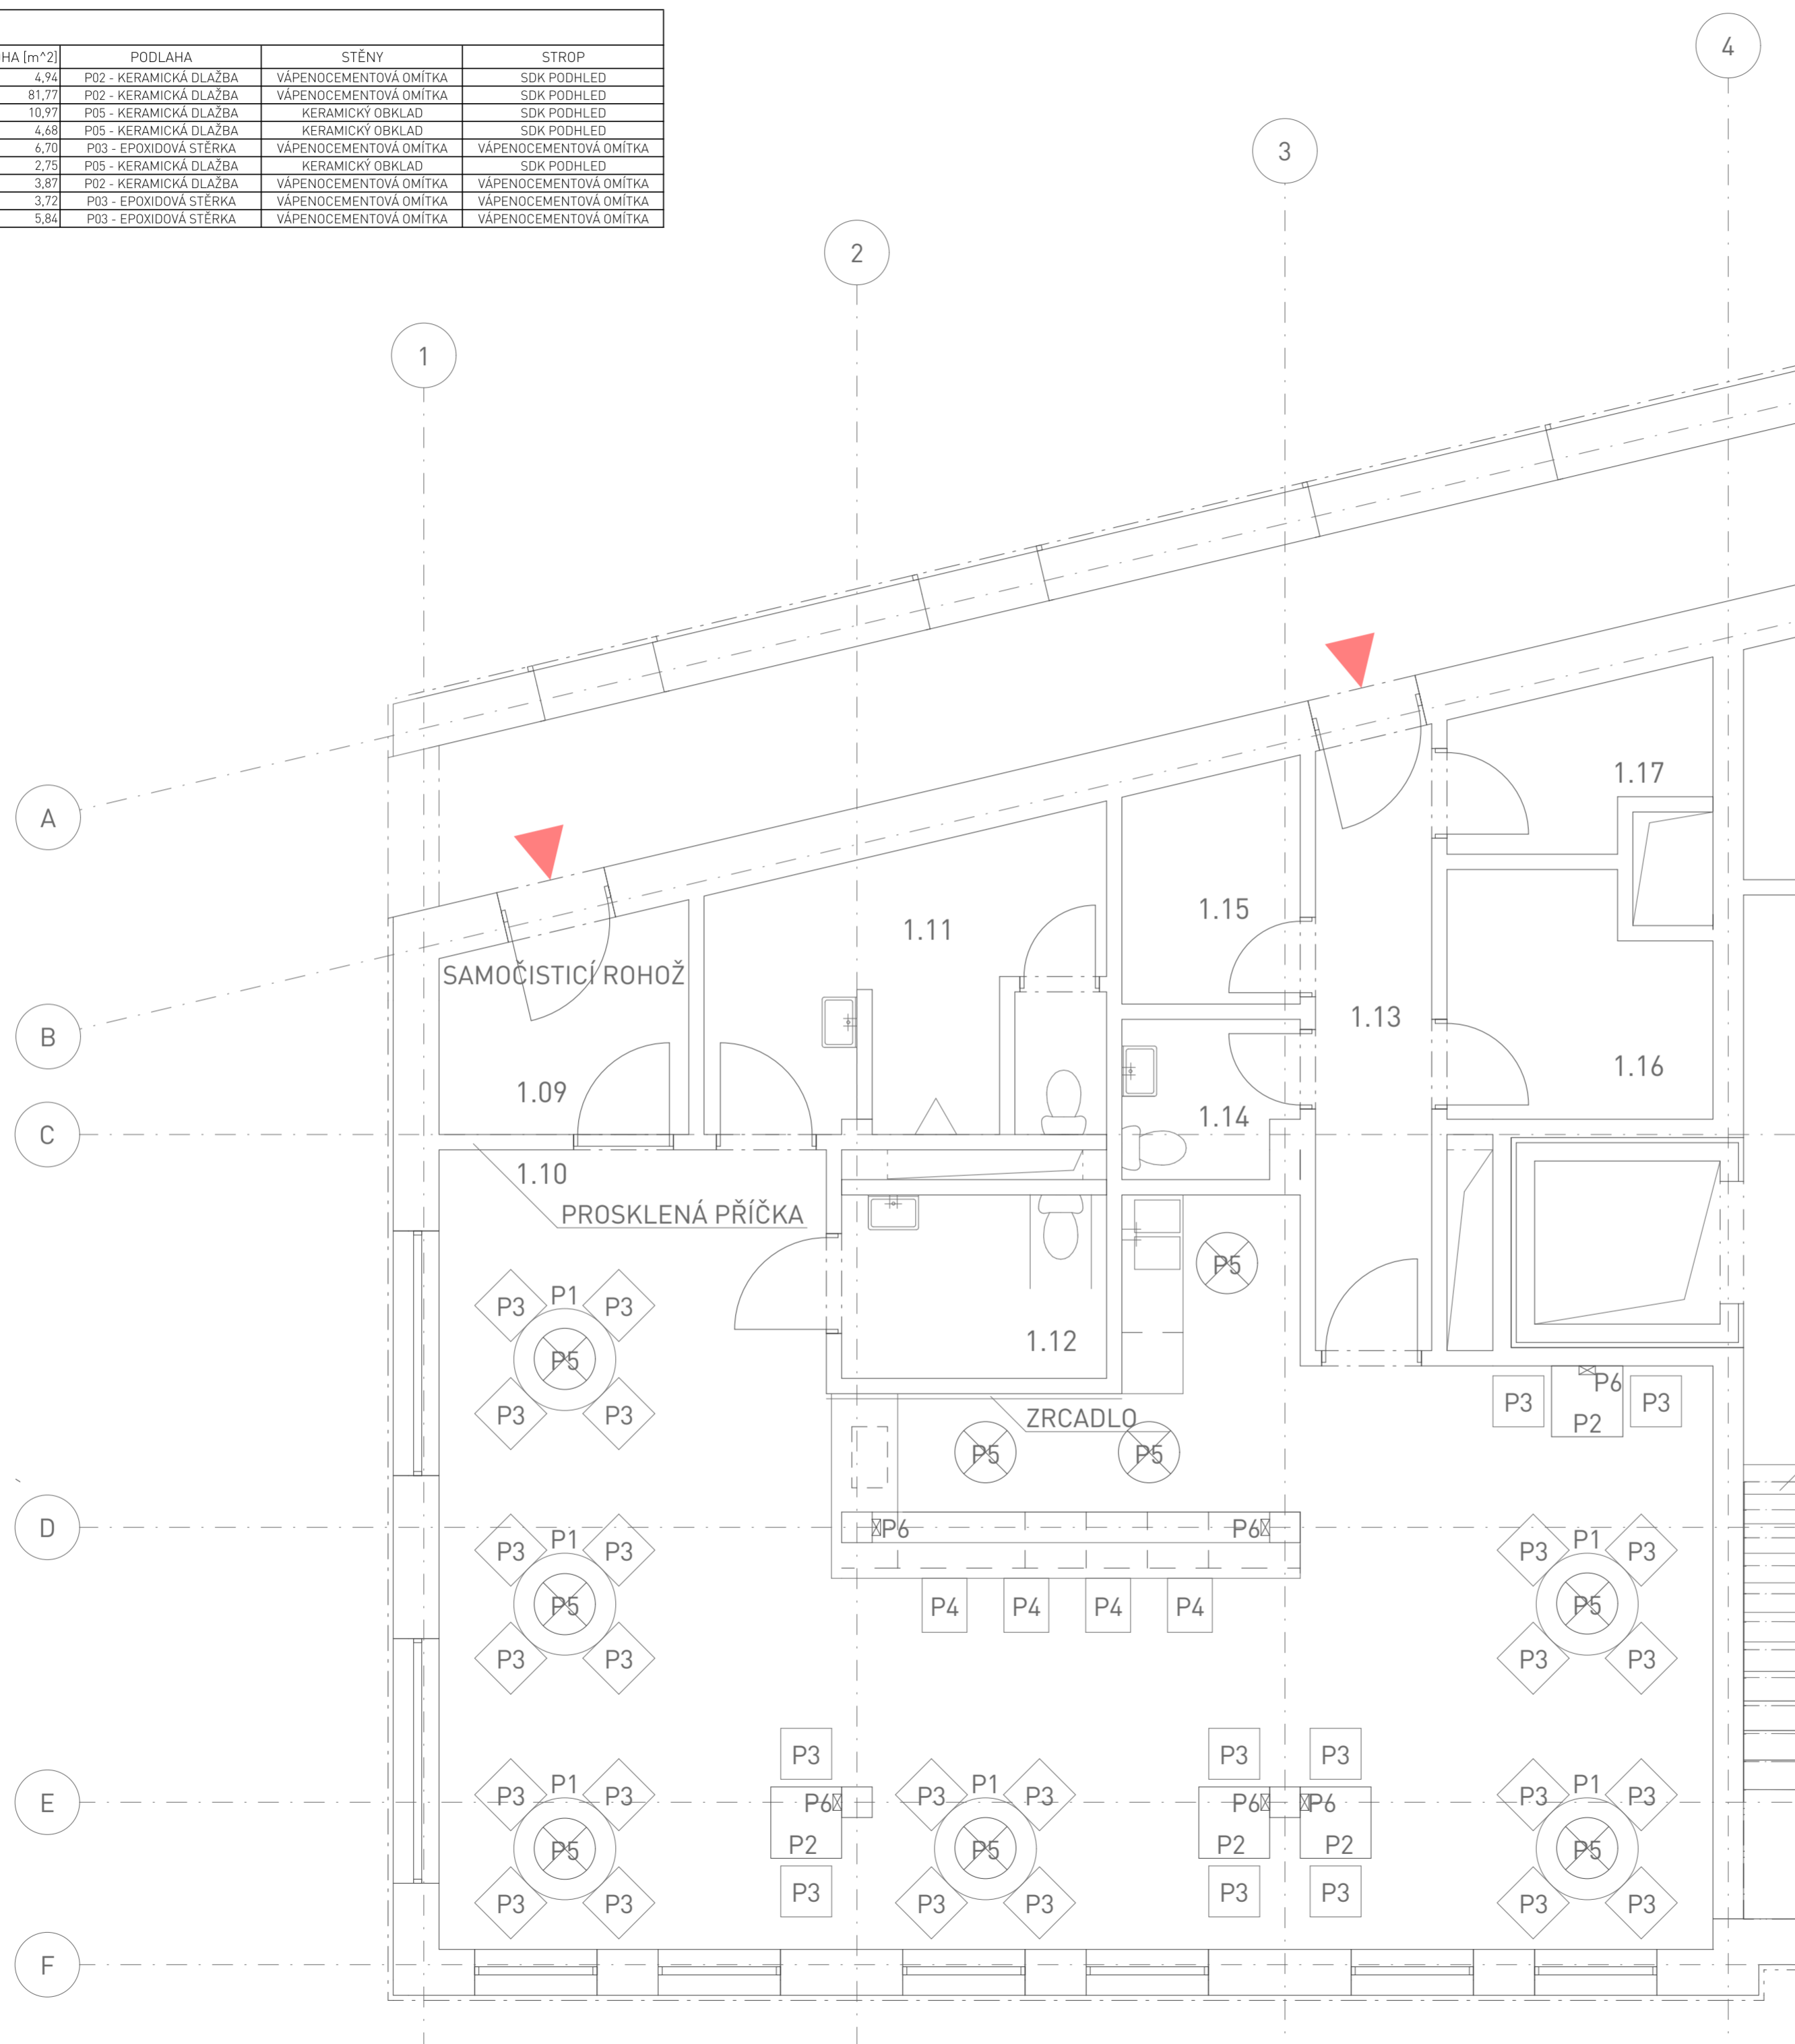 HA [m^2] PODLAHA STĚNY STROP
4,94 P02 - KERAMICKÁ DLAŽBA VÁPENOCEMENTOVÁ OMÍTKA SDK PODHLED
81,77 P02 - KERAMICKÁ DLAŽBA VÁPENOCEMENTOVÁ OMÍTKA SDK PODHLED
10,97 P05 - KERAMICKÁ DLAŽBA KERAMICKÝ OBKLAD SDK PODHLED
4,68 P05 - KERAMICKÁ DLAŽBA KERAMICKÝ OBKLAD SDK PODHLED
6,70 P03 - EPOXIDOVÁ STĚRKA VÁPENOCEMENTOVÁ OMÍTKA VÁPENOCEMENTOVÁ OMÍTKA
2,75 P05 - KERAMICKÁ DLAŽBA KERAMICKÝ OBKLAD SDK PODHLED
3,87 P02 - KERAMICKÁ DLAŽBA VÁPENOCEMENTOVÁ OMÍTKA VÁPENOCEMENTOVÁ OMÍTKA
3,72 P03 - EPOXIDOVÁ STĚRKA VÁPENOCEMENTOVÁ OMÍTKA VÁPENOCEMENTOVÁ OMÍTKA
5,84 P03 - EPOXIDOVÁ STĚRKA VÁPENOCEMENTOVÁ OMÍTKA VÁPENOCEMENTOVÁ OMÍTKA
4
3
2
1
1.17
A
1.15
1.11
SAMOČISTICÍ ROHOŽ
1.13
B
1.16
1.09
1.14
C
1.10
PROSKLENÁ PŘÍČKA
P5
P1
P3 P3
1.12
P5
P6
P3 P3
P3 P3
ZRCADLO
P2
P5 P5
D
P6 P6
P1 P1
P3 P3 P3 P3
P5 P5
P4 P4 P4 P4
P3 P3 P3 P3
P3 P3 P3
P1 P1 P1
P3 P3 P3 P3 P3 P3
E
P6 P6 P6
P2 P2 P2
P5 P5 P5
P3 P3 P3
P3 P3 P3 P3 P3 P3
F